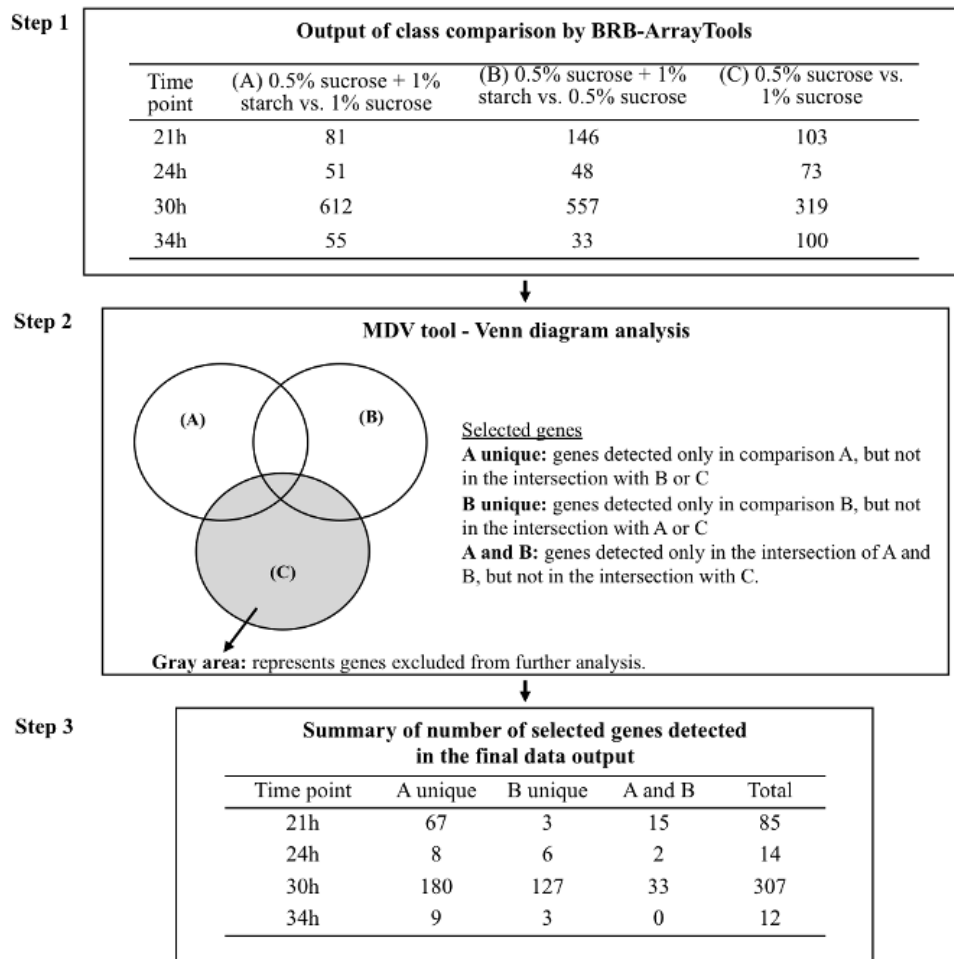 Step 1
Output of class comparison by BRB-ArrayTools
Time point (A) 0.5% sucrose + 1% starch vs. 1% sucrose (B) 0.5% sucrose + 1% starch vs. 0.5% sucrose (C) 0.5% sucrose vs. 1% sucrose
21h 81 146 103
24h 51 48 73
30h 612 557 319
34h 55 33 100
Step 2
MDV tool - Venn diagram analysis
(A)
(B)
(C)
Selected genes
A unique: genes detected only in comparison A, but not
in the intersection with B or C
B unique: genes detected only in comparison B, but not
in the intersection with A or C
A and B: genes detected only in the intersection of A and
B, but not in the intersection with C.
Gray area: represents genes excluded from further analysis.
Step 3
Summary of number of selected genes detected
in the final data output
Time point A unique B unique A and B Total
21h 67 3 15 85
24h 8 6 2 14
30h 180 127 33 307
34h 9 3 0 12